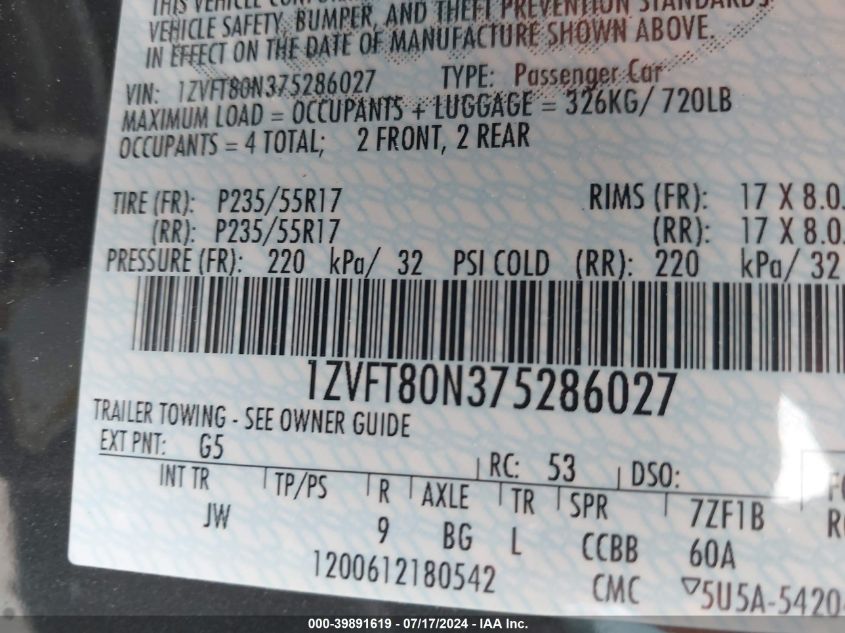 THIS VEHICLE
VEHICLE SAFETY, BUMPER, AND THEFT PREVENTION STANDARDS
IN EFFECT ON THE DATE OF MANUFACTURE SHOWN ABOVE.
VIN: 1ZVFT80N375286027 TYPE: Passenger Car
MAXIMUM LOAD = OCCUPANTS + LUGGAGE = 326KG/ 720LB
OCCUPANTS = 4 TOTAL; 2 FRONT, 2 REAR
TIRE (FR): P235/55R17 RIMS (FR): 17 X 8.0.
(RR): P235/55R17 (RR): 17 X 8.0.
PRESSURE (FR): 220 kPa/ 32 PSI COLD (RR): 220 kPa/ 32
1ZVFT80N375286027
TRAILER TOWING - SEE OWNER GUIDE
EXT PNT: G5 RC: 53 DSO:
INT TR TP/PS R AXLE TR SPR 7ZF1B
JW 9 BG L CCBB 60A
1200612180542 CMC ▽5U5A-5420
000-39891619 - 07/17/2024 - IAA Inc.